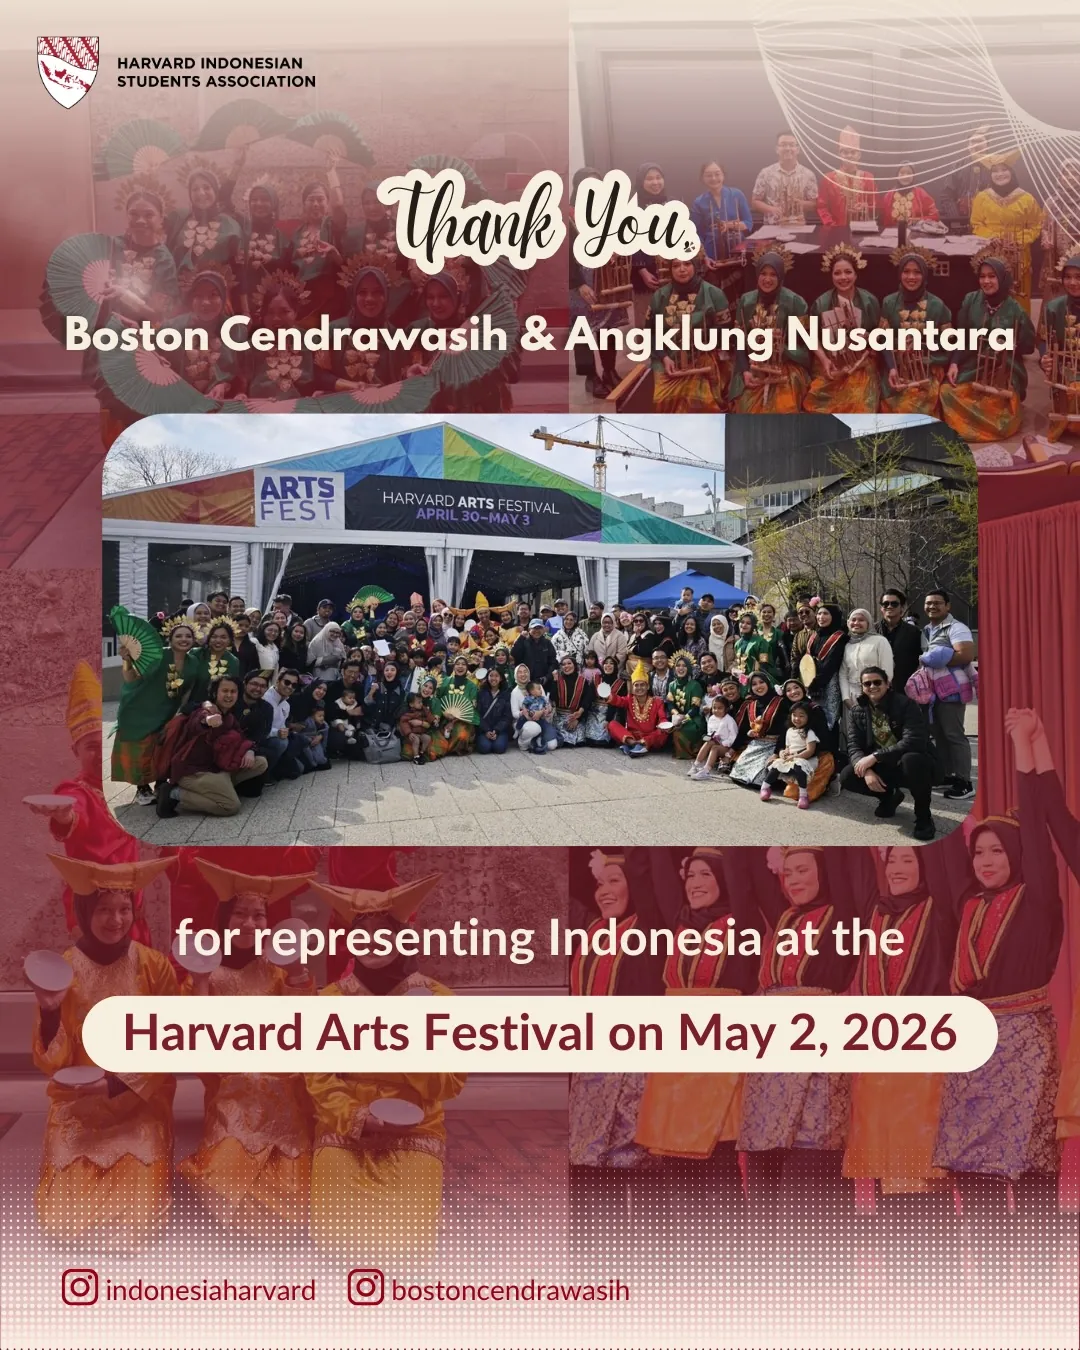 HARVARD INDONESIAN
STUDENTS ASSOCIATION
Thank You,
Boston Cendrawasih & Angklung Nusantara
ARTS
FEST
HARVARD ARTS FESTIVAL
APRIL 30–MAY 3
for representing Indonesia at the
Harvard Arts Festival on May 2, 2026
indonesiaharvard
bostoncendrawasih